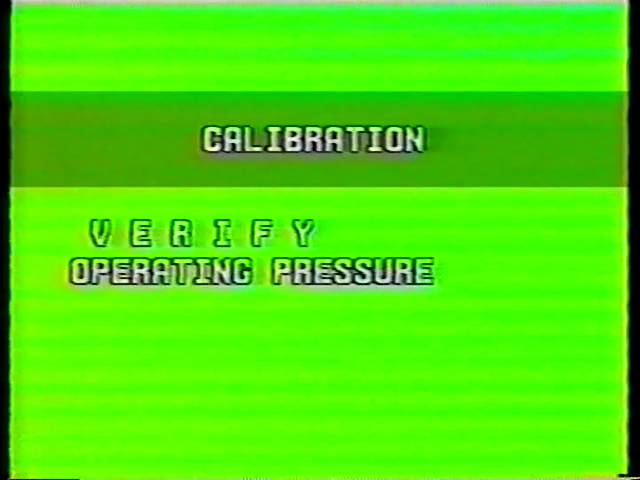 CALIBRATION
V E R I F Y
OPERATING PRESSURE